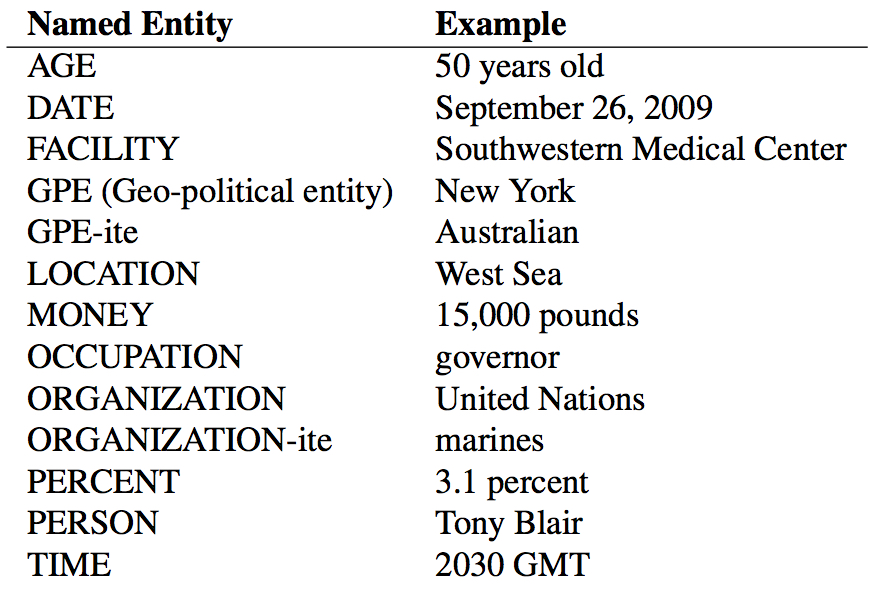 Named Entity Example
AGE 50 years old
DATE September 26, 2009
FACILITY Southwestern Medical Center
GPE (Geo-political entity) New York
GPE-ite Australian
LOCATION West Sea
MONEY 15,000 pounds
OCCUPATION governor
ORGANIZATION United Nations
ORGANIZATION-ite marines
PERCENT 3.1 percent
PERSON Tony Blair
TIME 2030 GMT